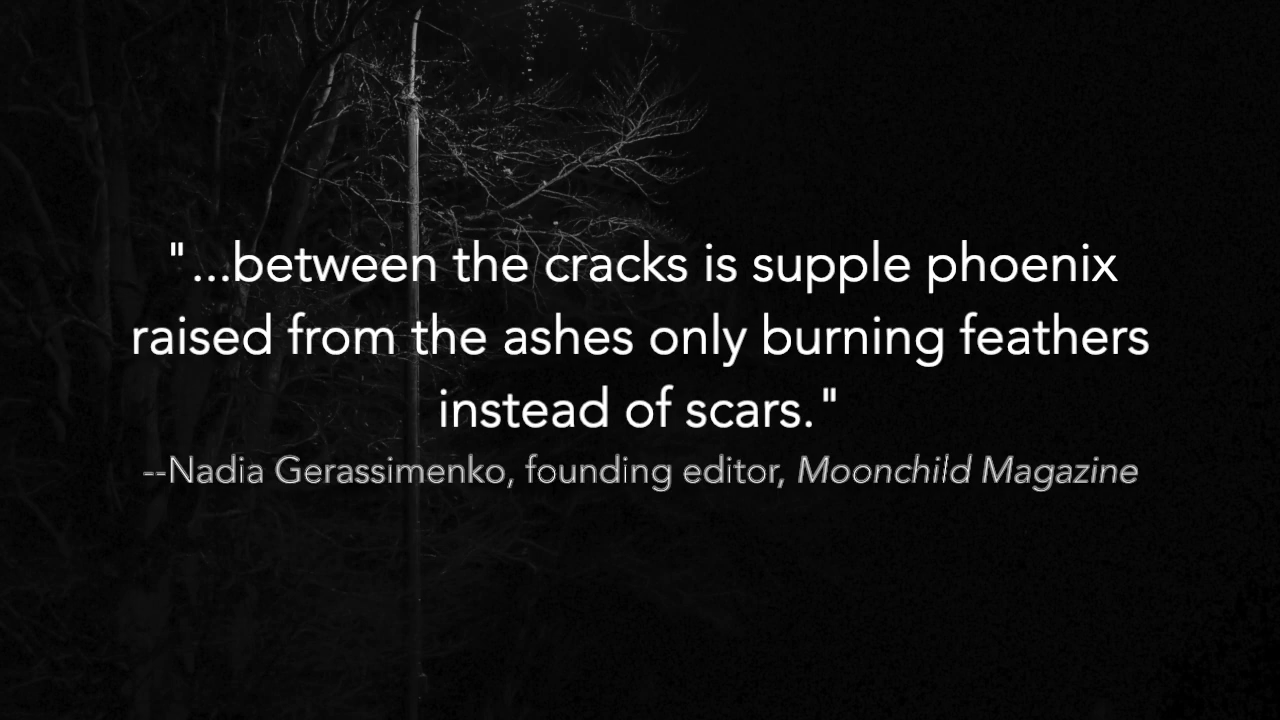 "...between the cracks is supple phoenix
raised from the ashes only burning feathers
instead of scars."
--Nadia Gerassimenko, founding editor, Moonchild Magazine